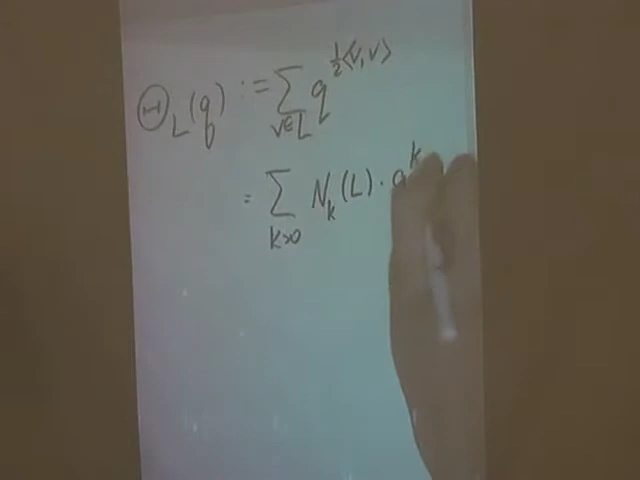 Θ_L(q) := ∑_{v∈L} q^{½⟨v,v⟩}
= ∑_{k>0} N_k(L) · q^k